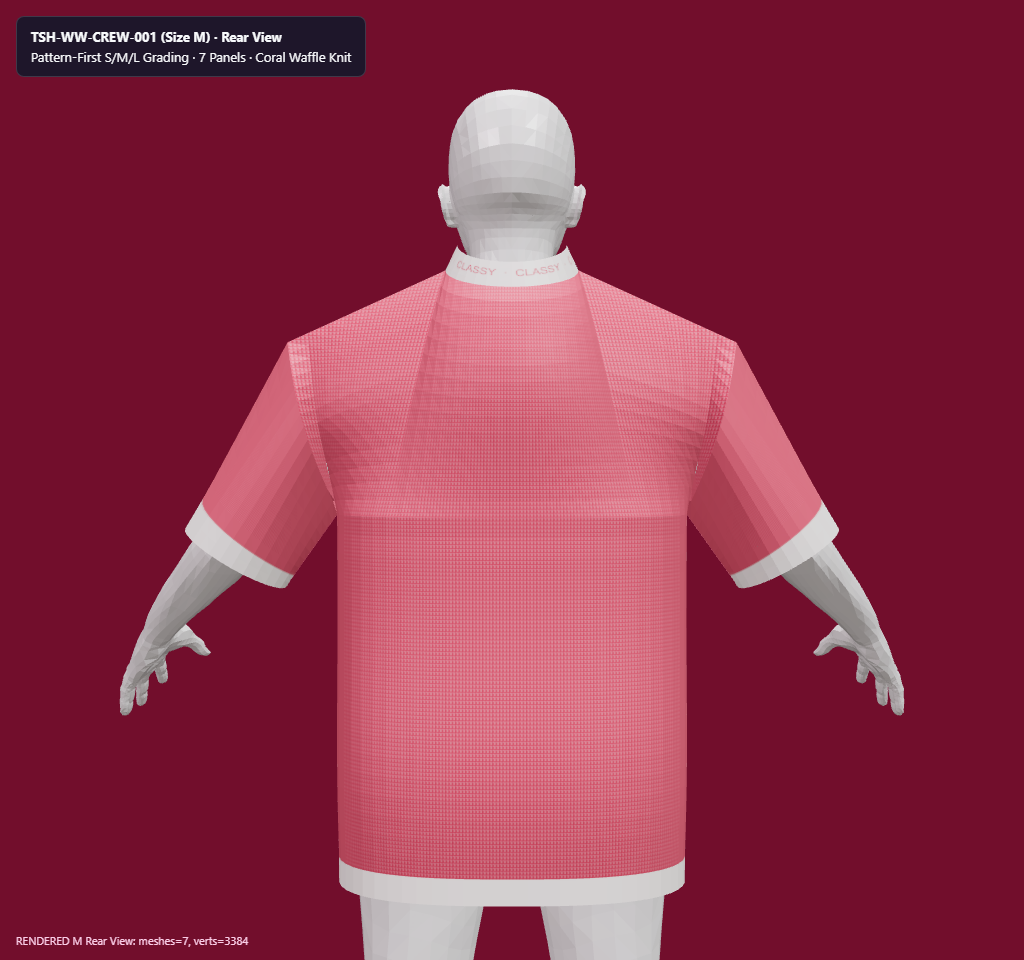 TSH-WW-CREW-001 (Size M) · Rear View
Pattern-First S/M/L Grading · 7 Panels · Coral Waffle Knit
CLASSY · CLASSY
RENDERED M Rear View: meshes=7, verts=3384